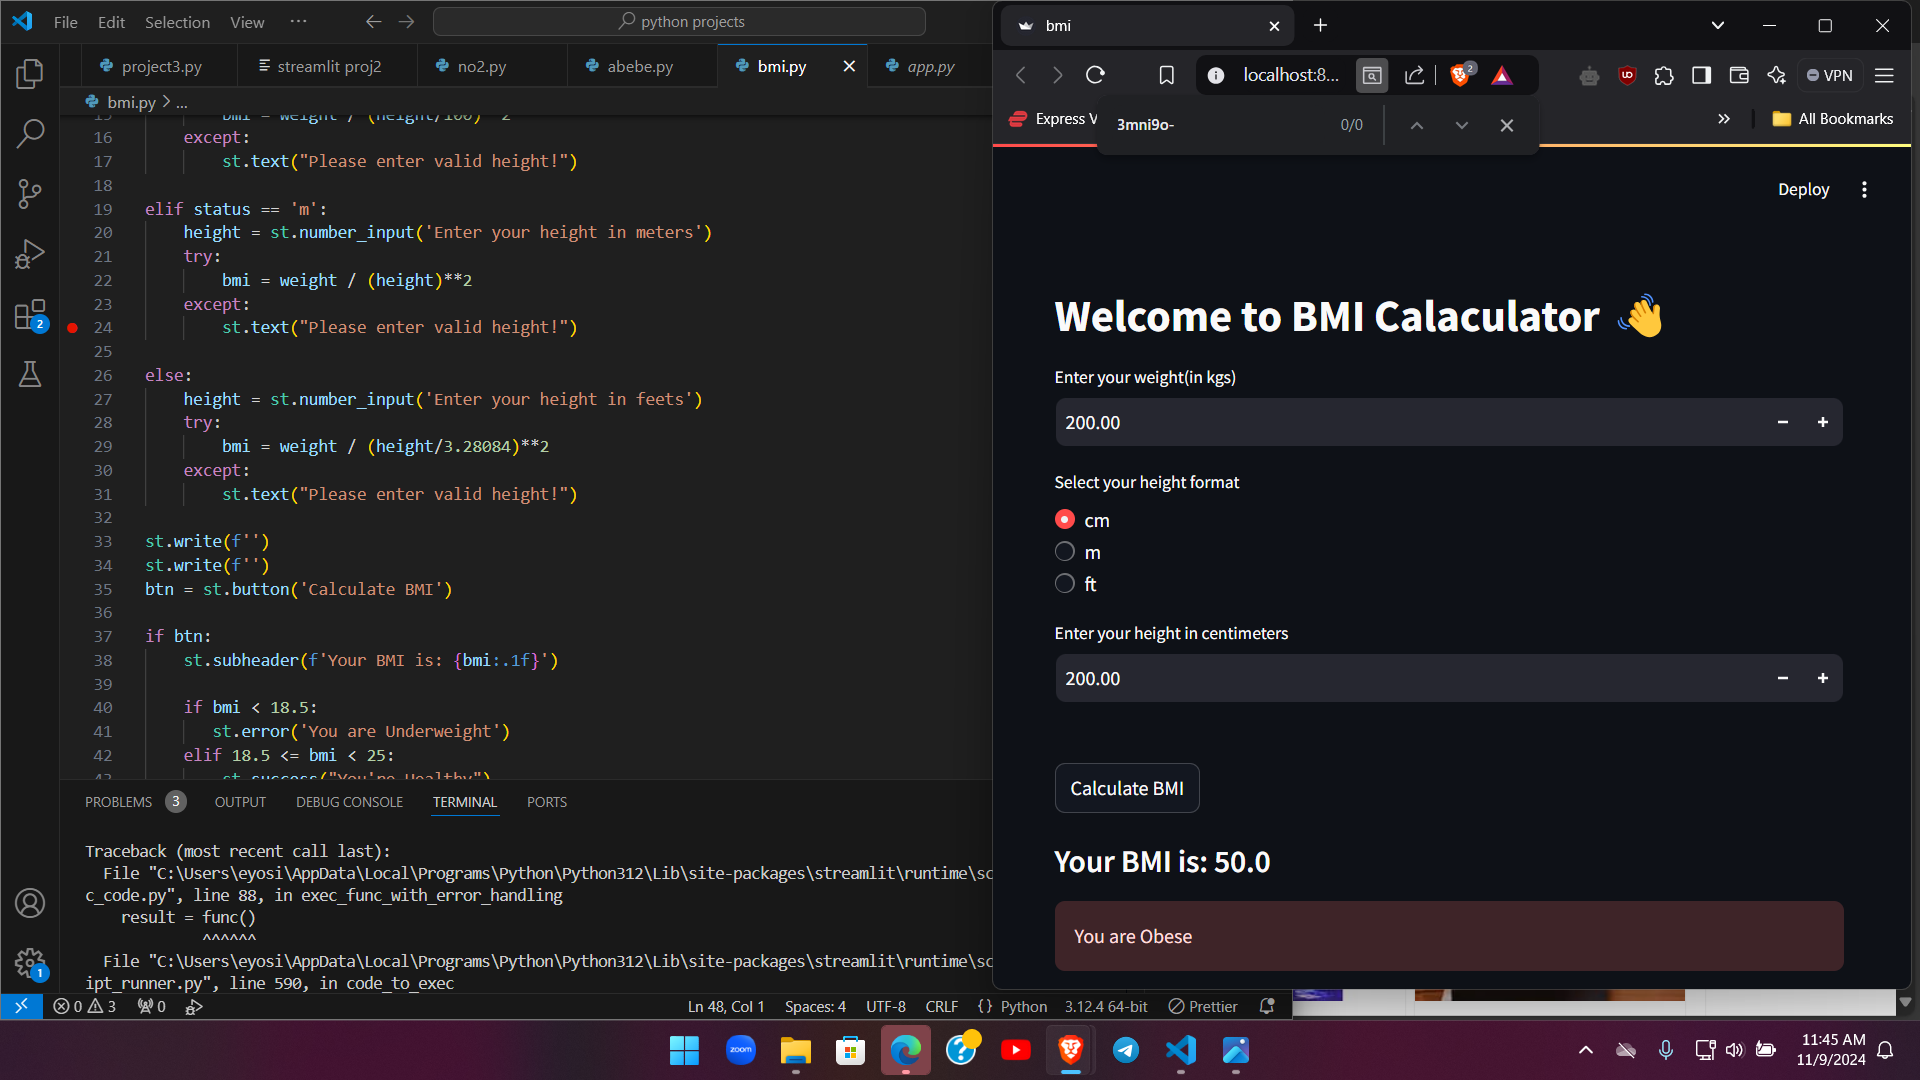 File Edit Selection View ··· python projects
project3.py streamlit proj2 no2.py abebe.py bmi.py app.py
bmi.py > ...
16 except:
17 st.text("Please enter valid height!")
18
19 elif status == 'm':
20 height = st.number_input('Enter your height in meters')
21 try:
22 bmi = weight / (height)**2
23 except:
24 st.text("Please enter valid height!")
25
26 else:
27 height = st.number_input('Enter your height in feets')
28 try:
29 bmi = weight / (height/3.28084)**2
30 except:
31 st.text("Please enter valid height!")
32
33 st.write(f'')
34 st.write(f'')
35 btn = st.button('Calculate BMI')
36
37 if btn:
38 st.subheader(f'Your BMI is: {bmi:.1f}')
39
40 if bmi < 18.5:
41 st.error('You are Underweight')
42 elif 18.5 <= bmi < 25:
PROBLEMS 3 OUTPUT DEBUG CONSOLE TERMINAL PORTS
Traceback (most recent call last):
File "C:\Users\eyosi\AppData\Local\Programs\Python\Python312\Lib\site-packages\streamlit\runtime\sc
c_code.py", line 88, in exec_func_with_error_handling
result = func()
^^^^^^
File "C:\Users\eyosi\AppData\Local\Programs\Python\Python312\Lib\site-packages\streamlit\runtime\sc
ipt_runner.py", line 590, in code_to_exec
0 3 0 Ln 48, Col 1 Spaces: 4 UTF-8 CRLF {} Python 3.12.4 64-bit Prettier
2
1
bmi
localhost:8... 2 VPN
Express V All Bookmarks
3mni9o- 0/0
Deploy
Welcome to BMI Calaculator 👋
Enter your weight(in kgs)
200.00
Select your height format
cm
m
ft
Enter your height in centimeters
200.00
Calculate BMI
Your BMI is: 50.0
You are Obese
zoom
11:45 AM
11/9/2024